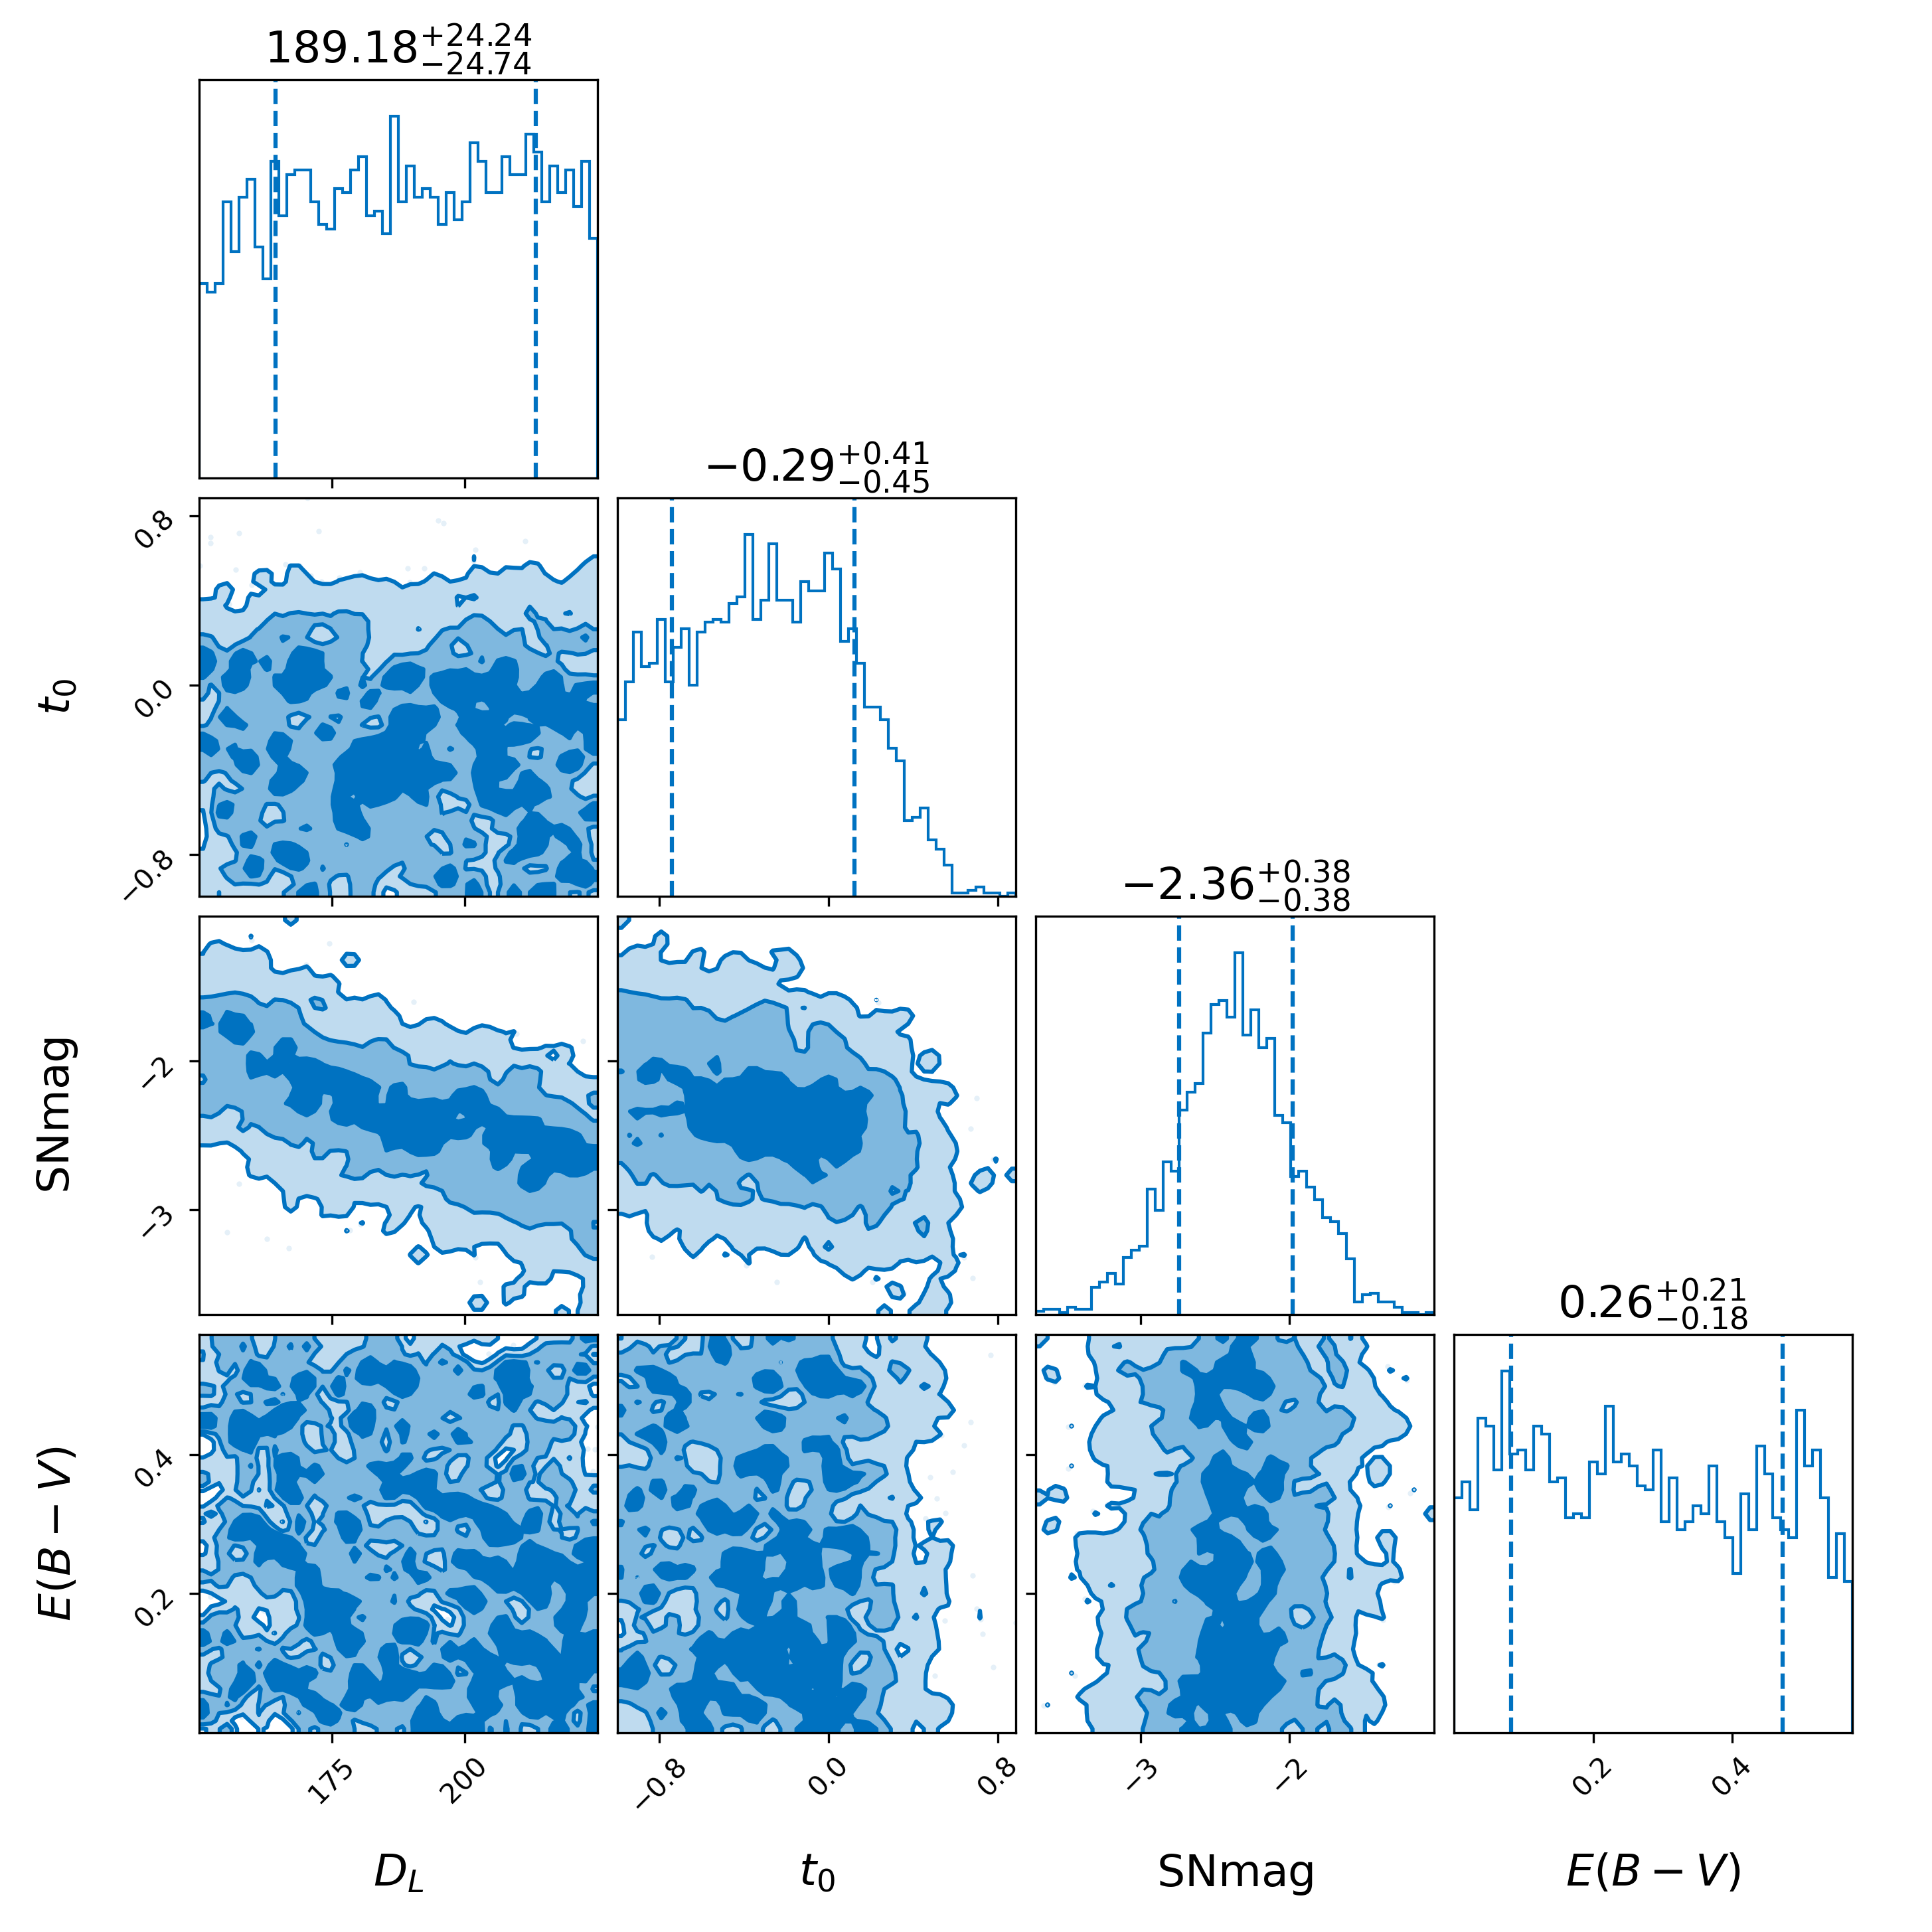 189.18^{+24.24}_{−24.74}
−0.29^{+0.41}_{−0.45}
0.8
0.0
−0.8
t_0
−2.36^{+0.38}_{−0.38}
−2
−3
SNmag
0.26^{+0.21}_{−0.18}
0.4
0.2
E(B − V)
175 200 −0.8 0.0 0.8 −3 −2 0.2 0.4
D_L t_0 SNmag E(B − V)